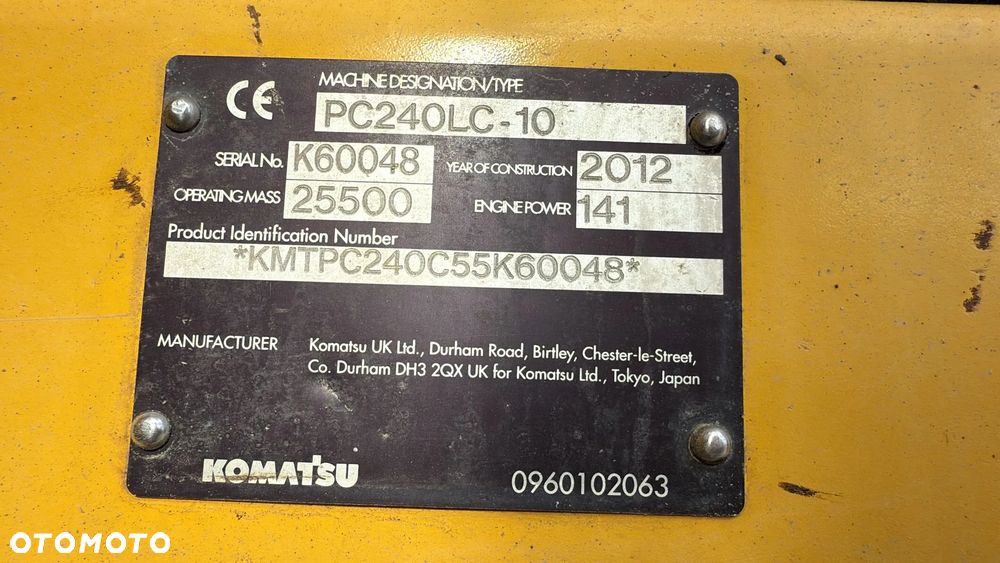 CE
MACHINE DESIGNATION/TYPE
PC240LC-10
SERIAL No. K60048 YEAR OF CONSTRUCTION 2012
OPERATING MASS 25500 ENGINE POWER 141
Product Identification Number
*KMTPC240C55K60048*
MANUFACTURER Komatsu UK Ltd., Durham Road, Birtley, Chester-le-Street,
Co. Durham DH3 2QX UK for Komatsu Ltd., Tokyo, Japan
KOMATSU 0960102063
OTOMOTO